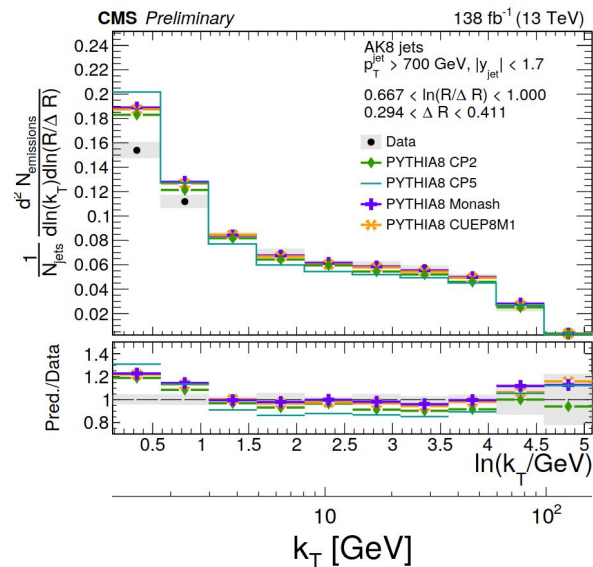 CMS Preliminary 138 fb⁻¹ (13 TeV)
AK8 jets
p_T^jet > 700 GeV, |y_jet| < 1.7
0.667 < ln(R/Δ R) < 1.000
0.294 < Δ R < 0.411
Data
PYTHIA8 CP2
PYTHIA8 CP5
PYTHIA8 Monash
PYTHIA8 CUEP8M1
1/N_jets d² N_emissions / dln(k_T)dln(R/Δ R)
0.24
0.22
0.2
0.18
0.16
0.14
0.12
0.1
0.08
0.06
0.04
0.02
0
Pred./Data
1.4
1.2
1
0.8
0.5 1 1.5 2 2.5 3 3.5 4 4.5 5
ln(k_T/GeV)
10 10²
k_T [GeV]